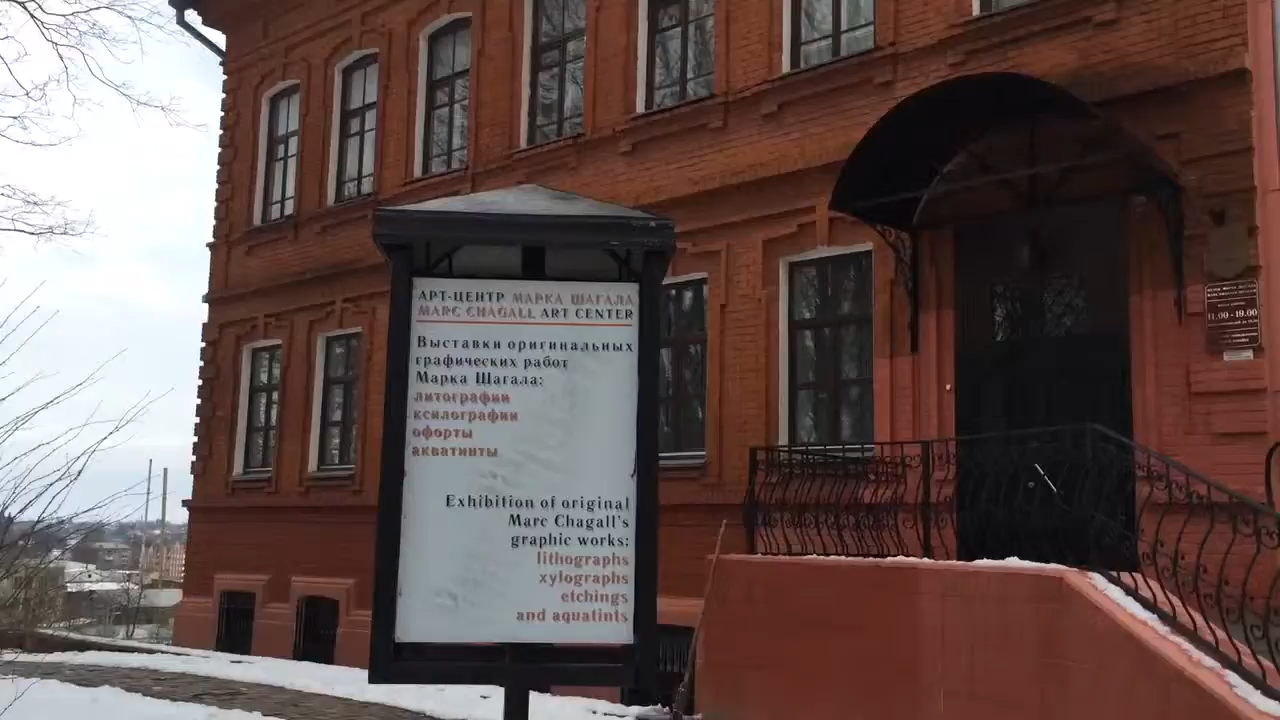 АРТ-ЦЕНТР МАРКА ШАГАЛА
MARC CHAGALL ART CENTER
Выставки оригинальных
графических работ
Марка Шагала:
литографии
ксилографии
офорты
акватинты
Exhibition of original
Marc Chagall's
graphic works:
lithographs
xylographs
etchings
and aquatints
11.00 - 19.00